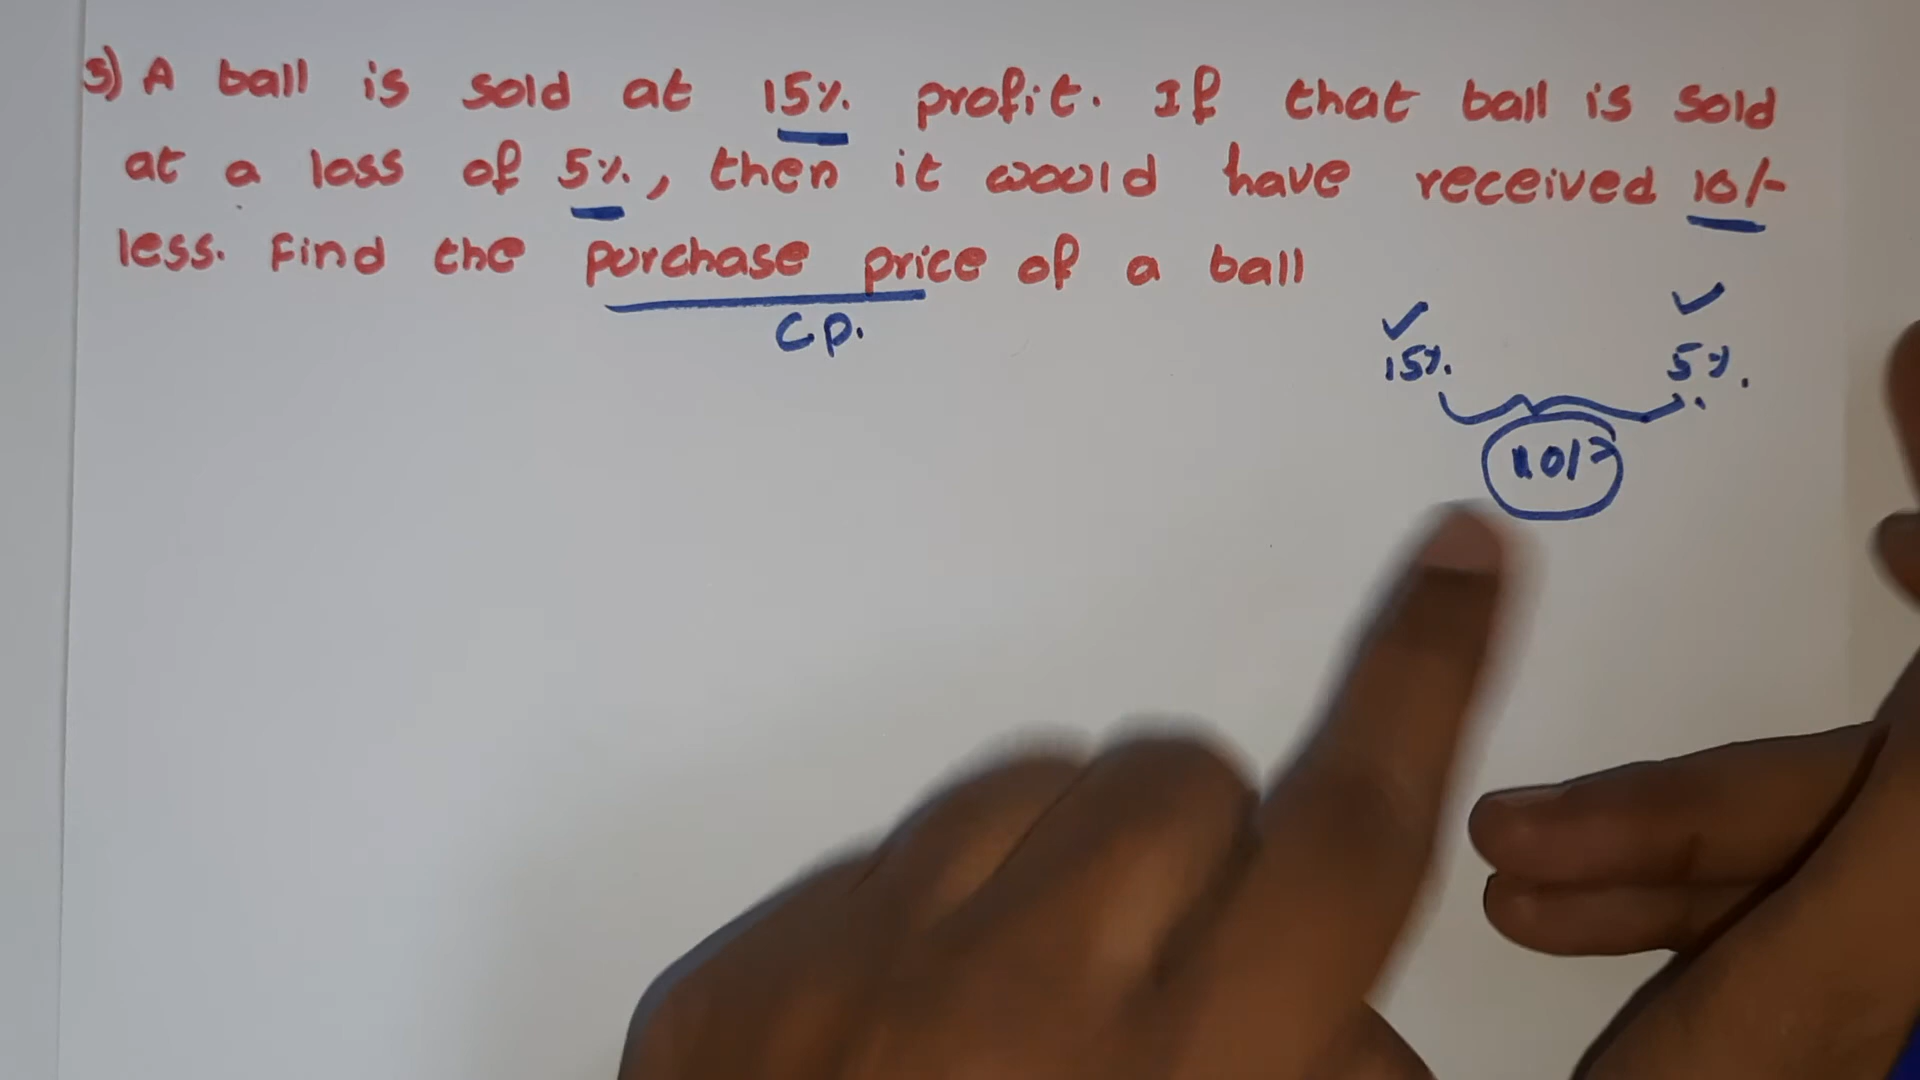 5) A ball is sold at 15%. profit. If that ball is sold
at a loss of 5%., then it would have received 10/-
less. Find the purchase price of a ball
CP.
15%. 5%.
10/-